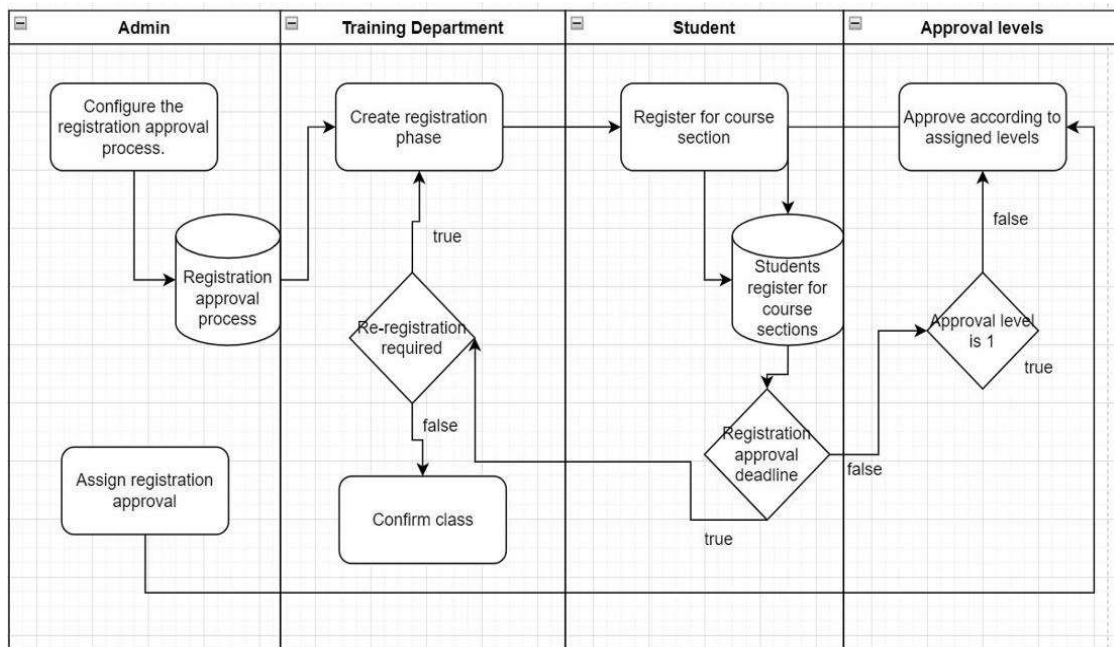 Admin
Training Department
Student
Approval levels
Configure the
registration approval
process.
Create registration
phase
Register for course
section
Approve according to
assigned levels
true
false
Registration
approval
process
Students
register for
course
sections
Re-registration
required
Approval level
is 1
true
false
Registration
approval
deadline
false
Assign registration
approval
Confirm class
true